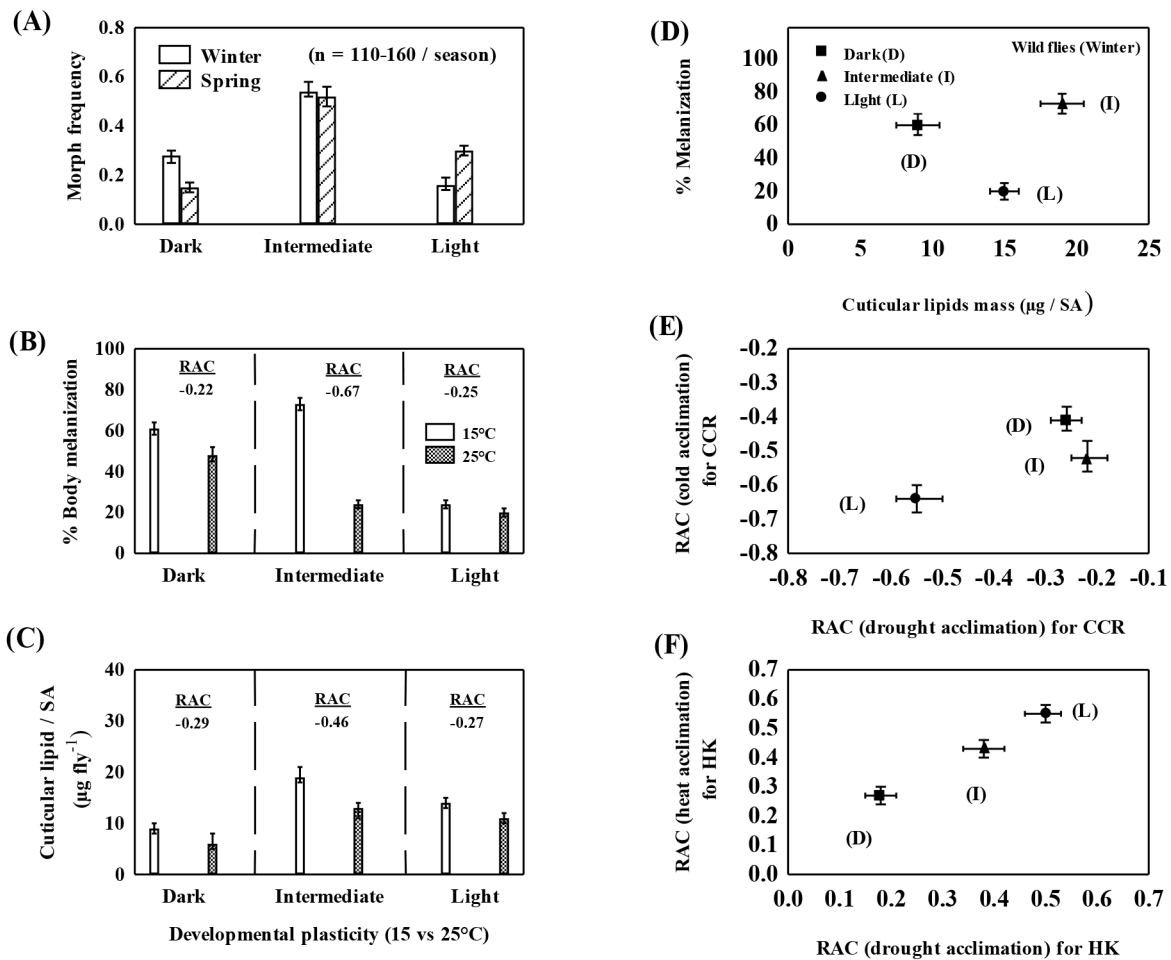 (A)
0.8
0.6
0.4
0.2
0.0
Morph frequency
Winter
Spring
(n = 110-160 / season)
Dark
Intermediate
Light
(B)
100
80
60
40
20
0
% Body melanization
RAC
-0.22
RAC
-0.67
RAC
-0.25
15°C
25°C
Dark
Intermediate
Light
(C)
40
30
20
10
0
Cuticular lipid / SA
(µg fly-1)
RAC
-0.29
RAC
-0.46
RAC
-0.27
Dark
Intermediate
Light
Developmental plasticity (15 vs 25°C)
(D)
100
80
60
40
20
0
% Melanization
Dark(D)
Intermediate (I)
LIght (L)
Wild flies (Winter)
(I)
(D)
(L)
0 5 10 15 20 25
Cuticular lipids mass (µg / SA)
(E)
-0.2
-0.3
-0.4
-0.5
-0.6
-0.7
-0.8
RAC (cold acclimation)
for CCR
(D)
(I)
(L)
-0.8 -0.7 -0.6 -0.5 -0.4 -0.3 -0.2 -0.1
RAC (drought acclimation) for CCR
(F)
0.7
0.6
0.5
0.4
0.3
0.2
0.1
0.0
RAC (heat acclimation)
for HK
(L)
(I)
(D)
0.0 0.1 0.2 0.3 0.4 0.5 0.6 0.7
RAC (drought acclimation) for HK